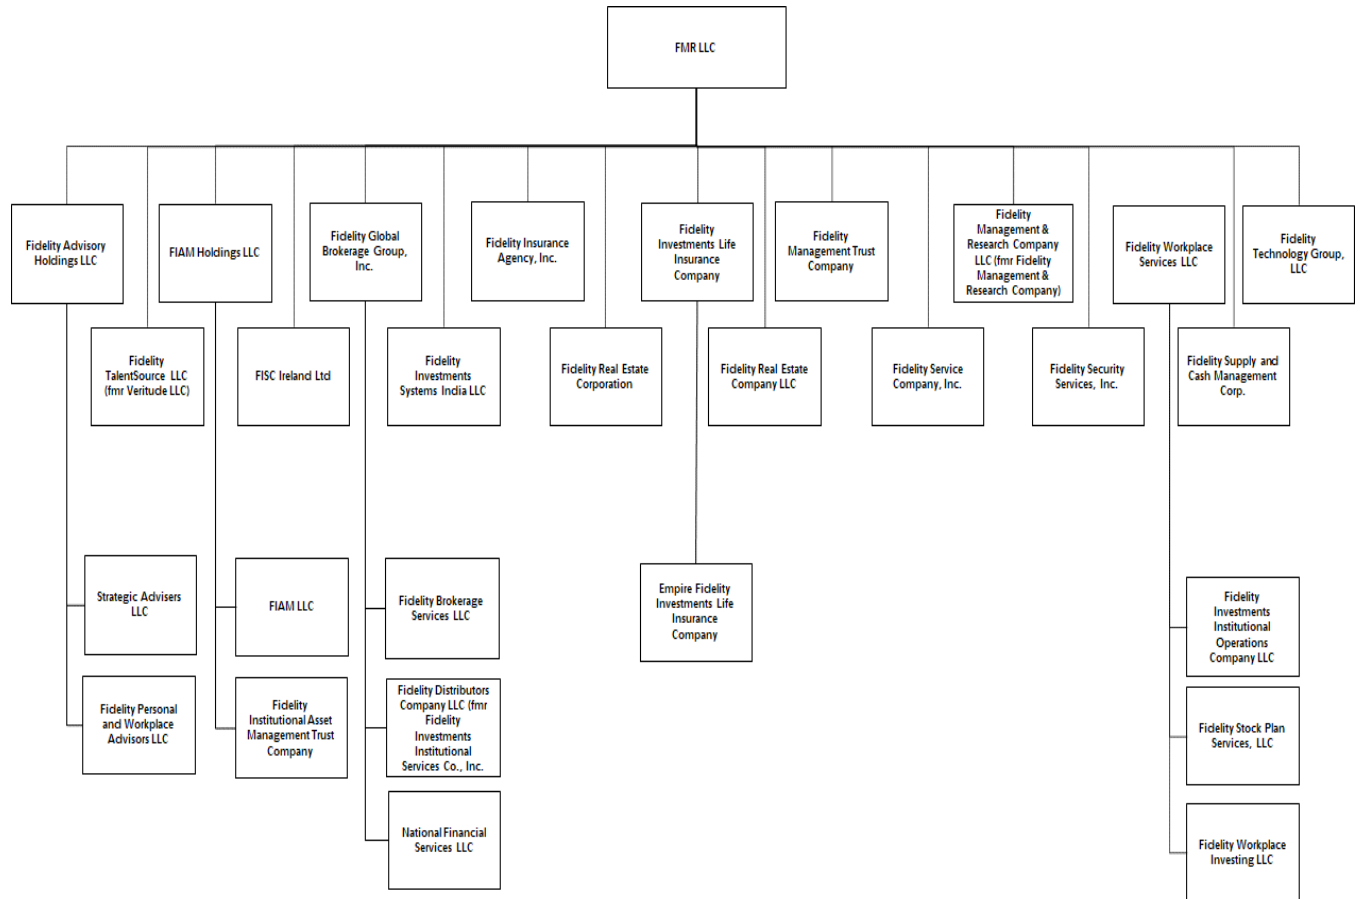 FMR LLC
Fidelity Advisory
Holdings LLC
FIAM Holdings LLC
Fidelity Global
Brokerage Group,
Inc.
Fidelity Insurance
Agency, Inc.
Fidelity
Investments Life
Insurance
Company
Fidelity
Management Trust
Company
Fidelity
Management &
Research Company
LLC (fmr Fidelity
Management &
Research Company)
Fidelity Workplace
Services LLC
Fidelity
Technology Group,
LLC
Fidelity
TalentSource LLC
(fmr Veritude LLC)
FISC Ireland Ltd
Fidelity
Investments
Systems India LLC
Fidelity Real Estate
Corporation
Fidelity Real Estate
Company LLC
Fidelity Service
Company, Inc.
Fidelity Security
Services, Inc.
Fidelity Supply and
Cash Management
Corp.
Strategic Advisers
LLC
FIAM LLC
Fidelity Brokerage
Services LLC
Empire Fidelity
Investments Life
Insurance
Company
Fidelity
Investments
Institutional
Operations
Company LLC
Fidelity Personal
and Workplace
Advisors LLC
Fidelity
Institutional Asset
Management Trust
Company
Fidelity Distributors
Company LLC (fmr
Fidelity
Investments
Institutional
Services Co., Inc.
Fidelity Stock Plan
Services, LLC
National Financial
Services LLC
Fidelity Workplace
Investing LLC